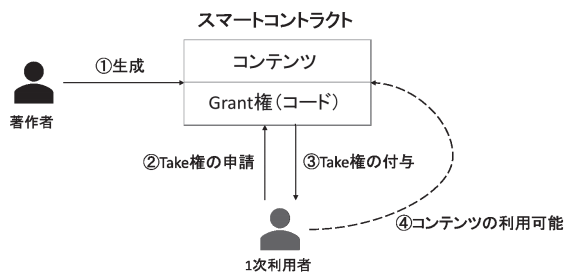 スマートコントラクト
コンテンツ
①生成
Grant権（コード）
著作者
②Take権の申請
③Take権の付与
④コンテンツの利用可能
1次利用者